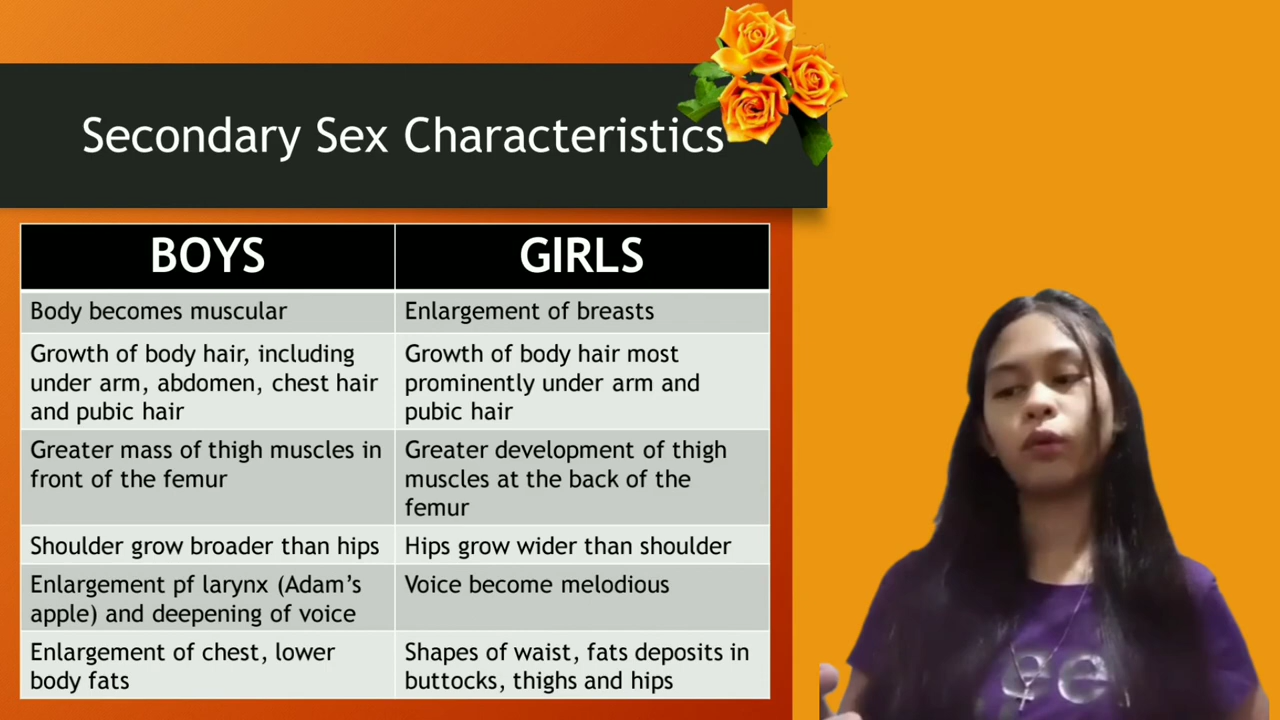 Secondary Sex Characteristics
BOYS
GIRLS
Body becomes muscular
Enlargement of breasts
Growth of body hair, including
under arm, abdomen, chest hair
and pubic hair
Growth of body hair most
prominently under arm and
pubic hair
Greater mass of thigh muscles in
front of the femur
Greater development of thigh
muscles at the back of the
femur
Shoulder grow broader than hips
Hips grow wider than shoulder
Enlargement pf larynx (Adam's
apple) and deepening of voice
Voice become melodious
Enlargement of chest, lower
body fats
Shapes of waist, fats deposits in
buttocks, thighs and hips